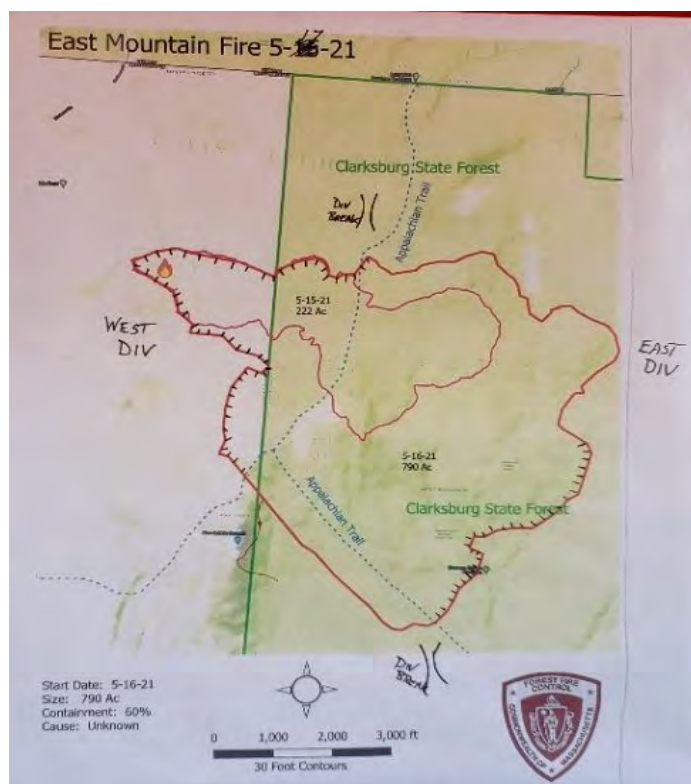 East Mountain Fire 5-17-21
Clarksburg State Forest
DIV
BREAK
Appalachian Trail
5-15-21
222 Ac
WEST
DIV
EAST
DIV
5-16-21
790 Ac
Appalachian Trail
Clarksburg State Forest
DIV
BREAK
Start Date: 5-16-21
Size: 790 Ac
Containment: 60%
Cause: Unknown
0 1,000 2,000 3,000 ft
30 Foot Contours
FOREST FIRE
CONTROL
COMMONWEALTH OF
MASSACHUSETTS